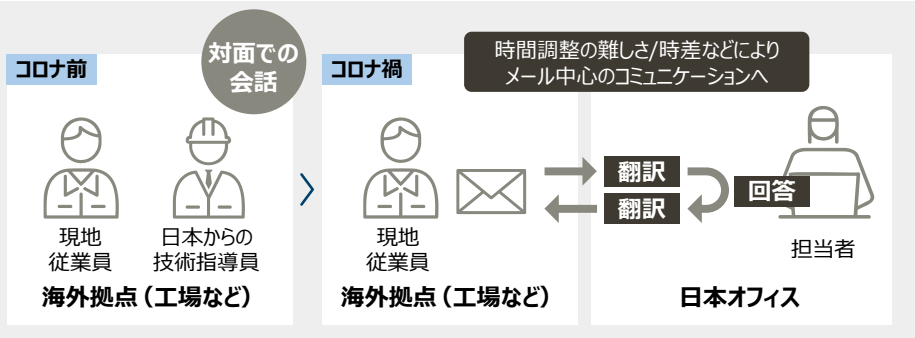 コロナ前
対面での
会話
現地
従業員
日本からの
技術指導員
海外拠点（工場など）
コロナ禍
時間調整の難しさ/時差などにより
メール中心のコミュニケーションへ
現地
従業員
海外拠点（工場など）
翻訳
翻訳
回答
担当者
日本オフィス